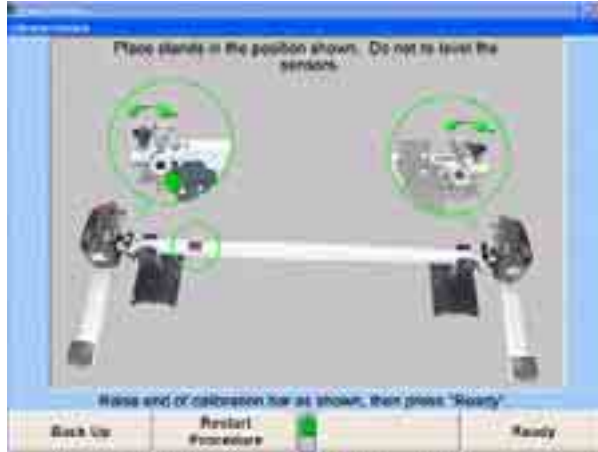 Place stands in the position shown. Do not to level the
sensors.
Raise end of calibration bar as shown, then press "Ready".
Back Up
Restart
Procedure
Ready